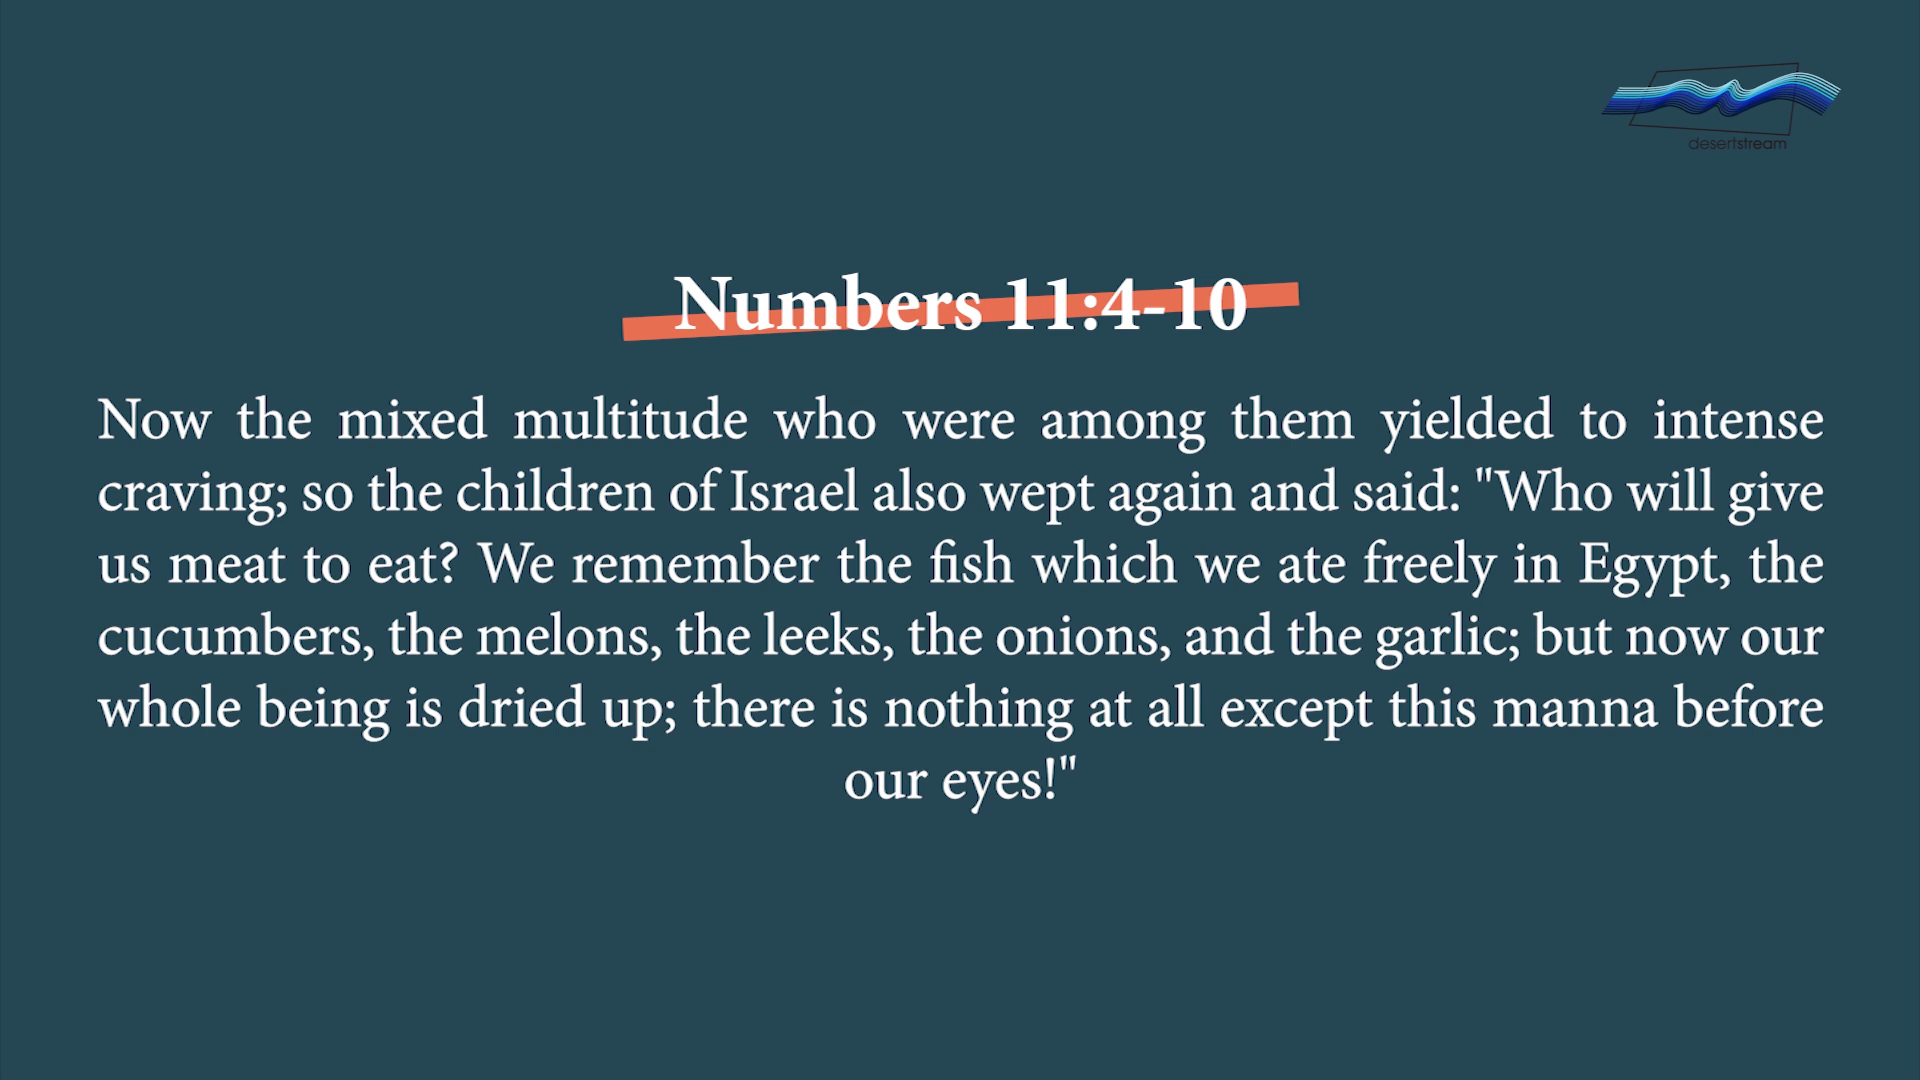 desertstream
Numbers 11:4-10
Now the mixed multitude who were among them yielded to intense
craving; so the children of Israel also wept again and said: "Who will give
us meat to eat? We remember the fish which we ate freely in Egypt, the
cucumbers, the melons, the leeks, the onions, and the garlic; but now our
whole being is dried up; there is nothing at all except this manna before
our eyes!"